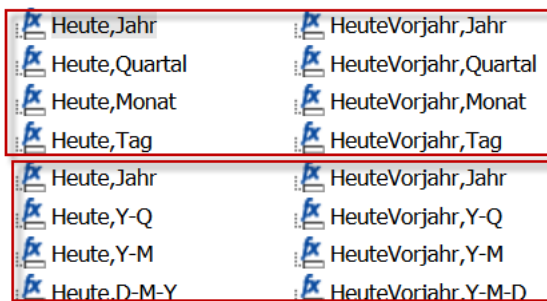 Heute,Jahr HeuteVorjahr,Jahr
Heute,Quartal HeuteVorjahr,Quartal
Heute,Monat HeuteVorjahr,Monat
Heute,Tag HeuteVorjahr,Tag
Heute,Jahr HeuteVorjahr,Jahr
Heute,Y-Q HeuteVorjahr,Y-Q
Heute,Y-M HeuteVorjahr,Y-M
Heute,D-M-Y HeuteVorjahr,Y-M-D